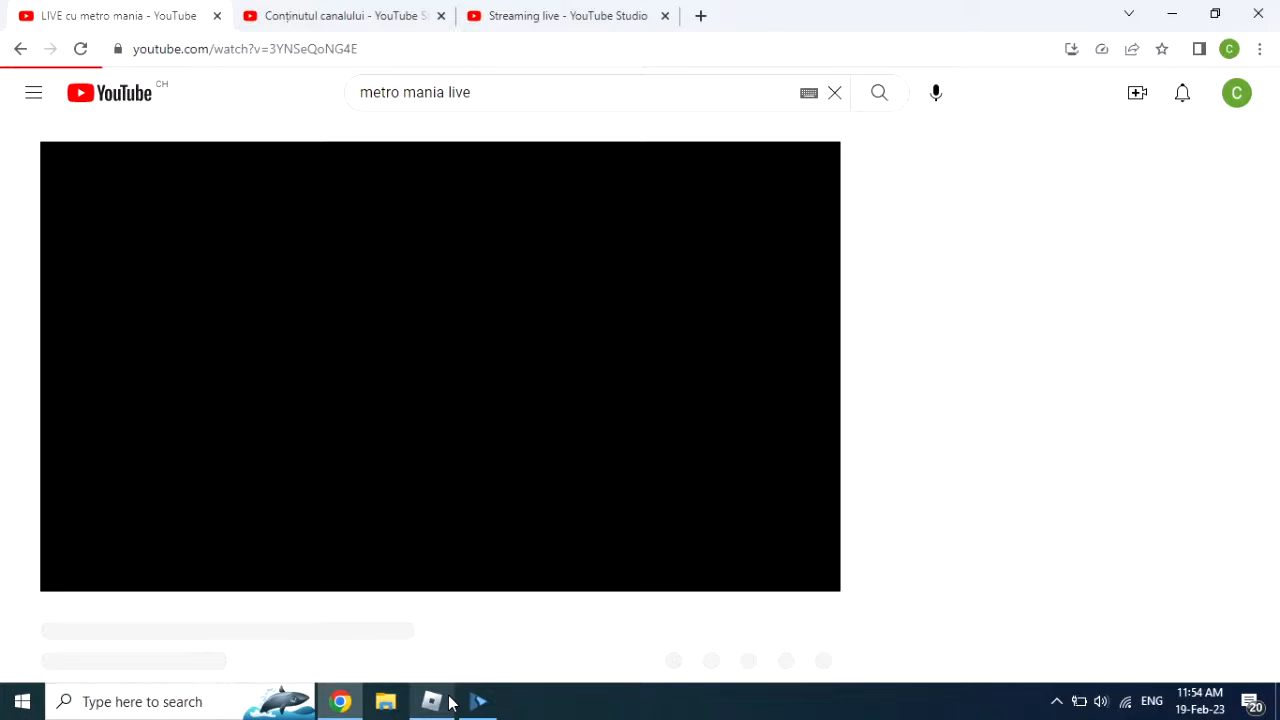 LIVE cu metro mania - YouTube
Conținutul canalului - YouTube S
Streaming live - YouTube Studio
youtube.com/watch?v=3YNSeQoNG4E
C
YouTube CH
metro mania live
C
Type here to search
ENG
11:54 AM
19-Feb-23
20